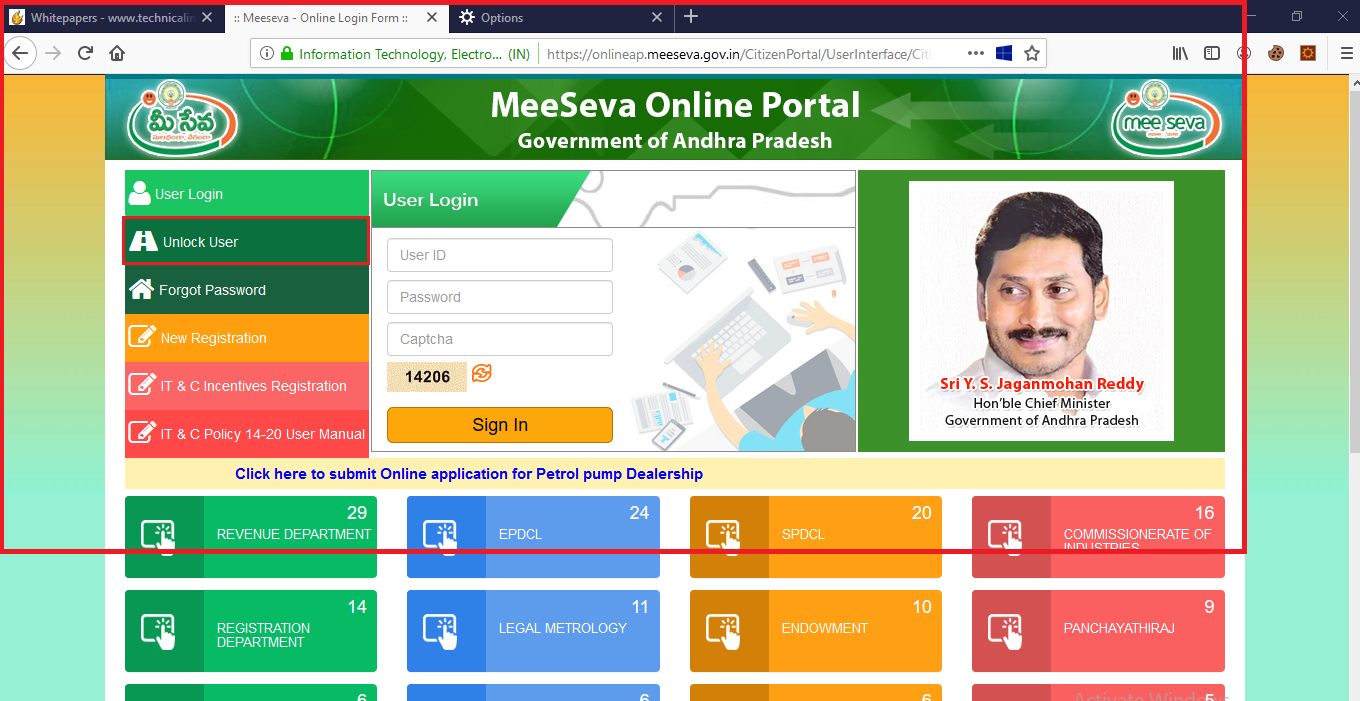 Whitepapers - www.technicalin
:: Meeseva - Online Login Form ::
Options
Information Technology, Electro... (IN)
https://onlineap.meeseva.gov.in/CitizenPortal/UserInterface/Citi
మీసేవ
MeeSeva Online Portal
Government of Andhra Pradesh
mee seva
User Login
Unlock User
Forgot Password
New Registration
IT & C Incentives Registration
IT & C Policy 14-20 User Manual
User Login
User ID
Password
Captcha
14206
Sign In
Sri Y. S. Jaganmohan Reddy
Hon'ble Chief Minister
Government of Andhra Pradesh
Click here to submit Online application for Petrol pump Dealership
29
REVENUE DEPARTMENT
24
EPDCL
20
SPDCL
16
COMMISSIONERATE OF
INDUSTRIES
14
REGISTRATION
DEPARTMENT
11
LEGAL METROLOGY
10
ENDOWMENT
9
PANCHAYATHIRAJ
6
6
6
5
Activate Windows